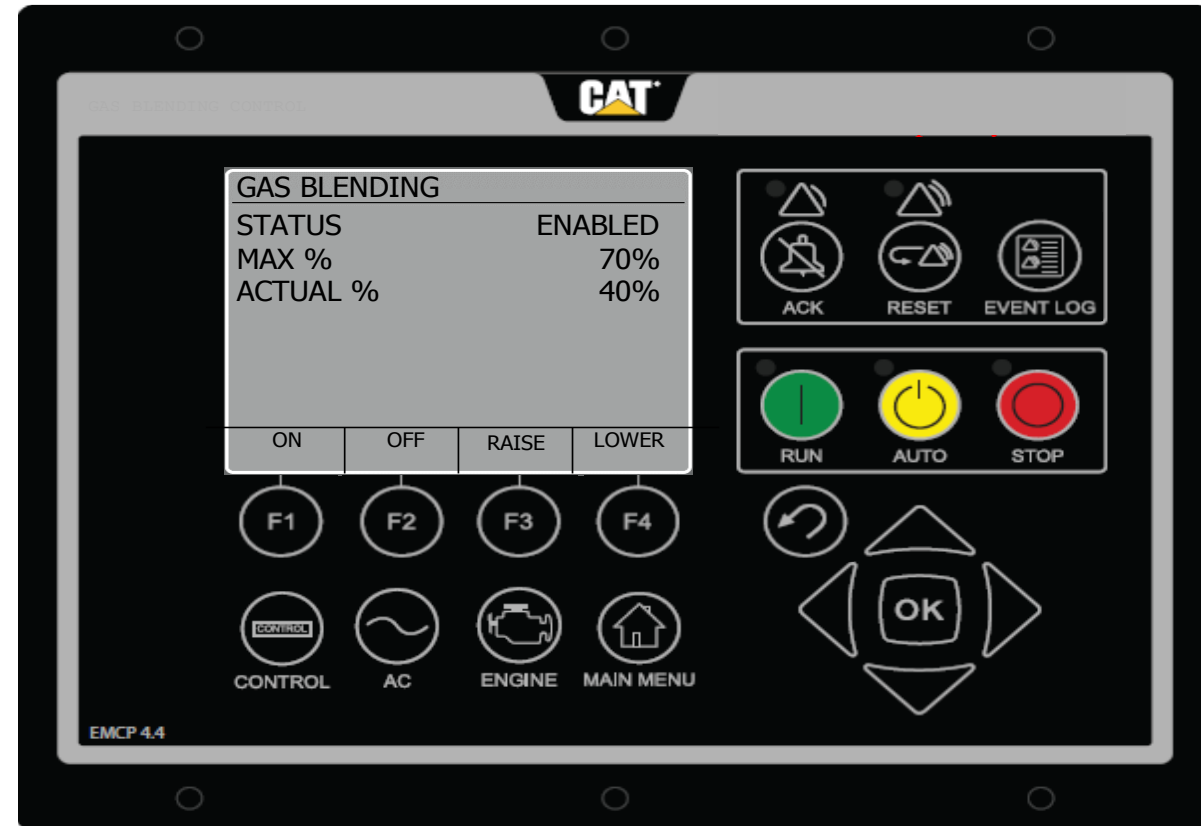 CAT
GAS BLENDING
STATUS ENABLED
MAX % 70%
ACTUAL % 40%
ON OFF RAISE LOWER
ACK RESET EVENT LOG
RUN AUTO STOP
F1 F2 F3 F4
OK
CONTROL
CONTROL AC ENGINE MAIN MENU
EMCP 4.4